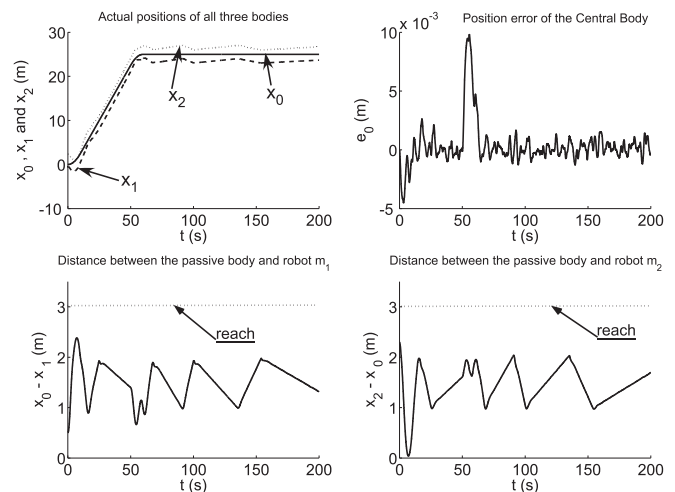 Actual positions of all three bodies
30
20
10
0
-10
x0 , x1 and x2 (m)
x2
x0
x1
0 50 100 150 200
t (s)
Position error of the Central Body
10 x 10-3
5
0
-5
e0 (m)
0 50 100 150 200
t (s)
Distance between the passive body and robot m1
3
2
1
0
x0 - x1 (m)
reach
0 50 100 150 200
t (s)
Distance between the passive body and robot m2
3
2
1
0
x2 - x0 (m)
reach
0 50 100 150 200
t (s)